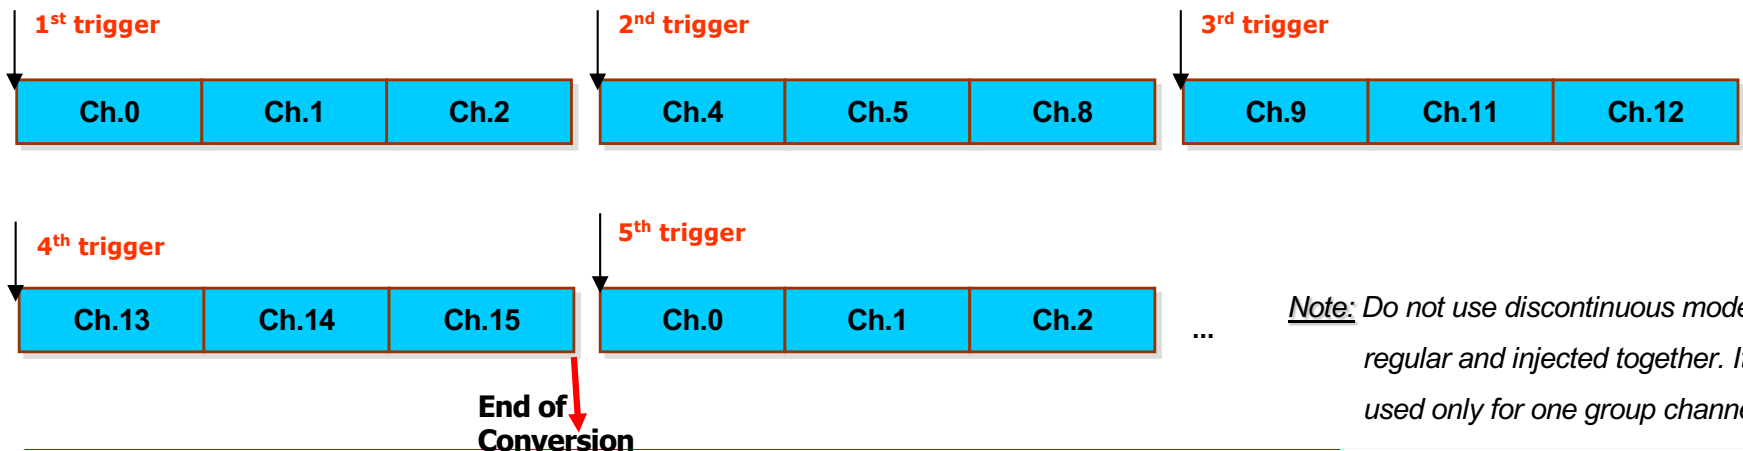 1st trigger
2nd trigger
3rd trigger
Ch.0 Ch.1 Ch.2 Ch.4 Ch.5 Ch.8 Ch.9 Ch.11 Ch.12
4th trigger
5th trigger
Ch.13 Ch.14 Ch.15 Ch.0 Ch.1 Ch.2 ...
End of
Conversion
Note: Do not use discontinuous mode
regular and injected together. It
used only for one group